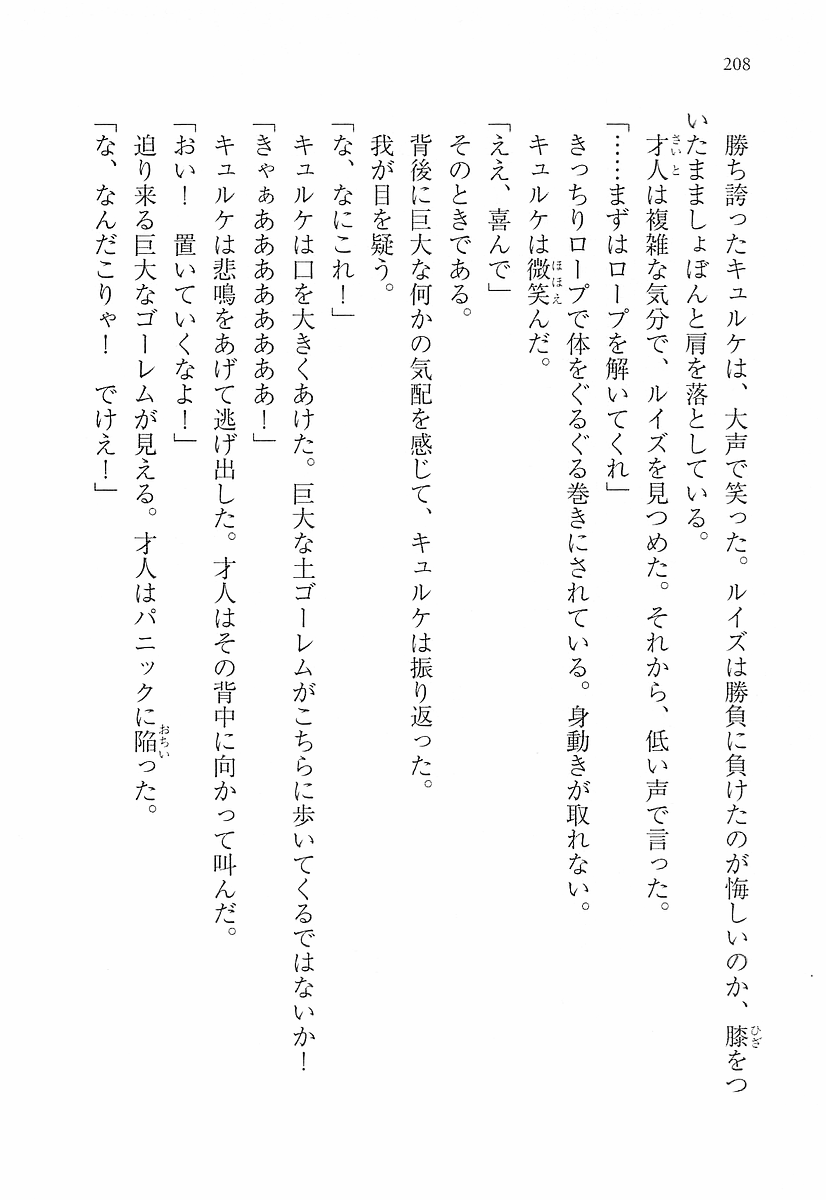 208
勝ち誇ったキュルケは、大声で笑った。ルイズは勝負に負けたのが悔しいのか、膝をつ
いたまましょぼんと肩を落としている。
才人は複雑な気分で、ルイズを見つめた。それから、低い声で言った。
「……まずはロープを解いてくれ」
きっちりロープで体をぐるぐる巻きにされている。身動きが取れない。
キュルケは微笑んだ。
「ええ、喜んで」
そのときである。
背後に巨大な何かの気配を感じて、キュルケは振り返った。
我が目を疑う。
「な、なにこれ！」
キュルケは口を大きくあけた。巨大な土ゴーレムがこちらに歩いてくるではないか！
「きゃぁあああああああ！」
キュルケは悲鳴をあげて逃げ出した。才人はその背中に向かって叫んだ。
「おい！　置いていくなよ！」
迫り来る巨大なゴーレムが見える。才人はパニックに陥った。
「な、なんだこりゃ！　でけえ！」